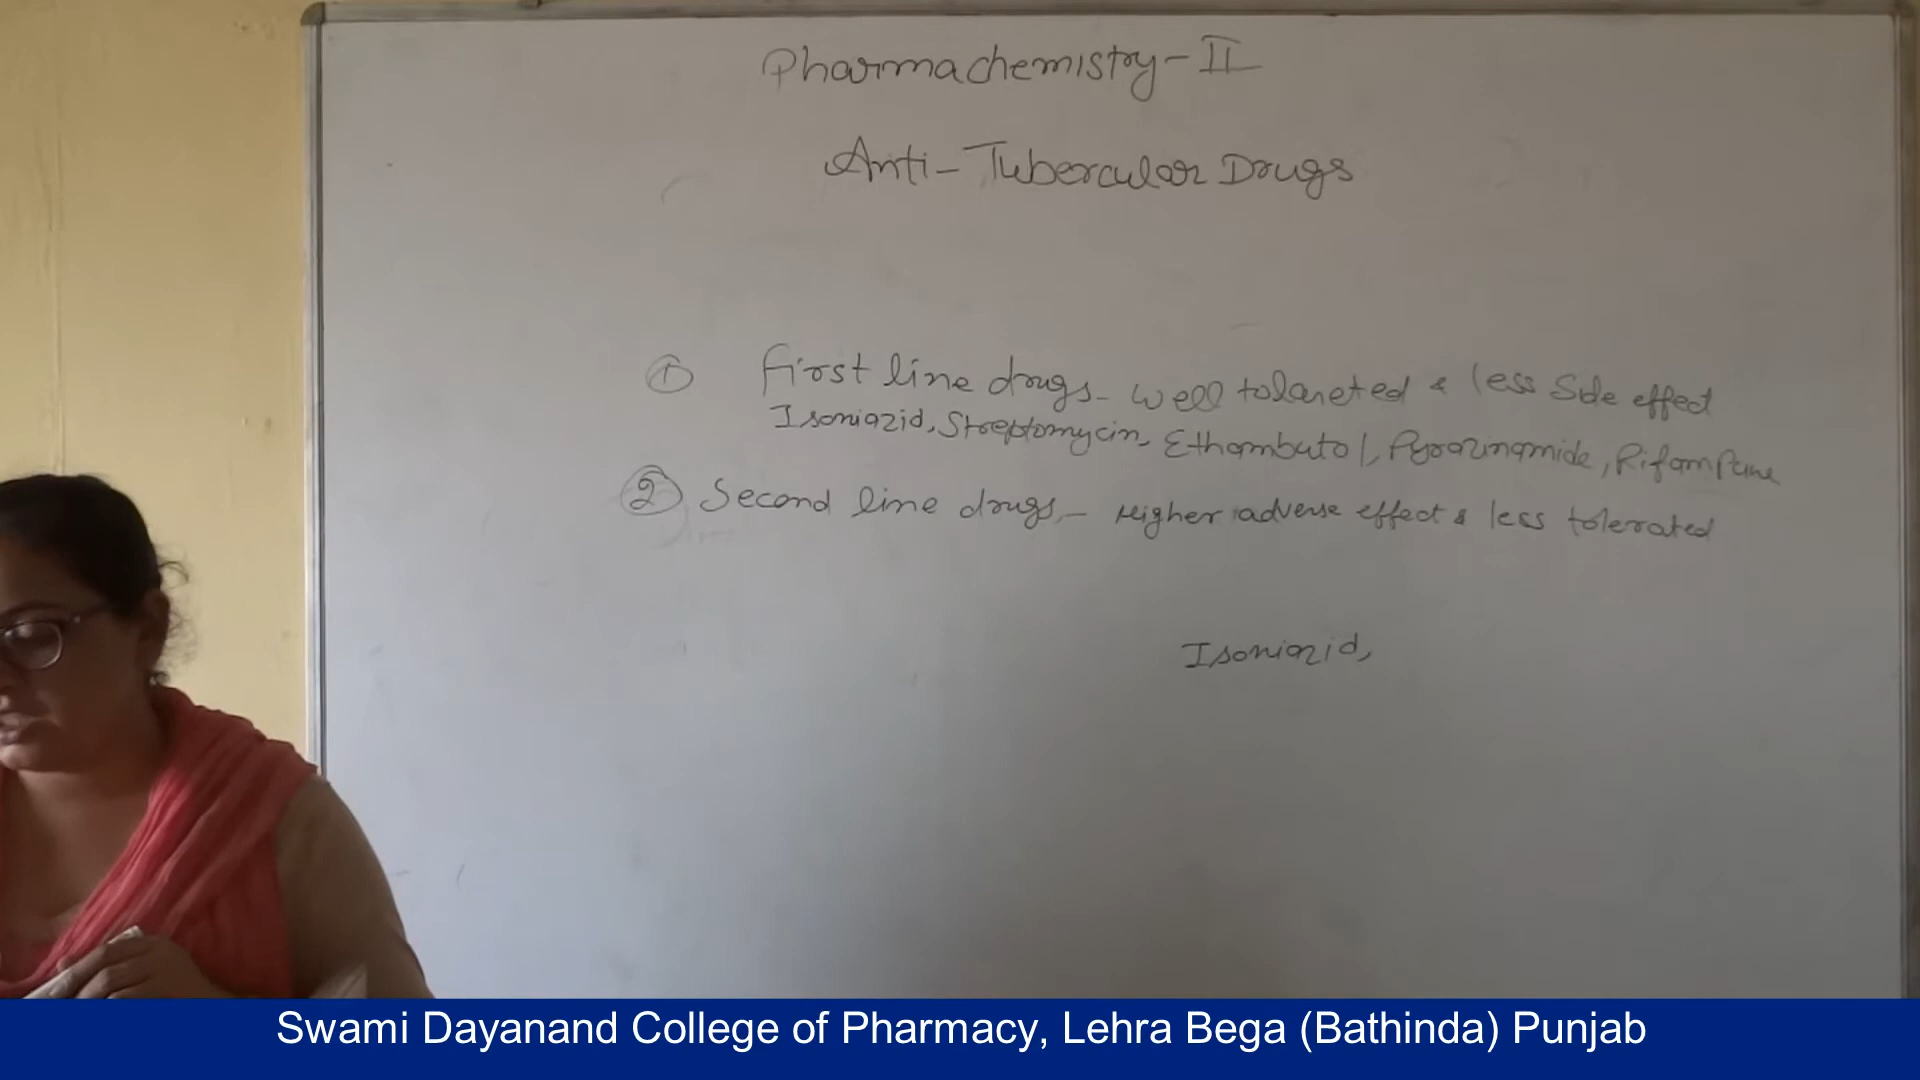 Pharmachemistry-II
Anti-Tubercular Drugs
① First line drugs- well tolareted & less Side effect
Isoniazid, Streptomycin, Ethambutol, Pyrazinamide,
② Second line drugs,- Higher adverse effect & less tolerated
Isoniazid,
Swami Dayanand College of Pharmacy, Lehra Bega (Bathinda) Punjab